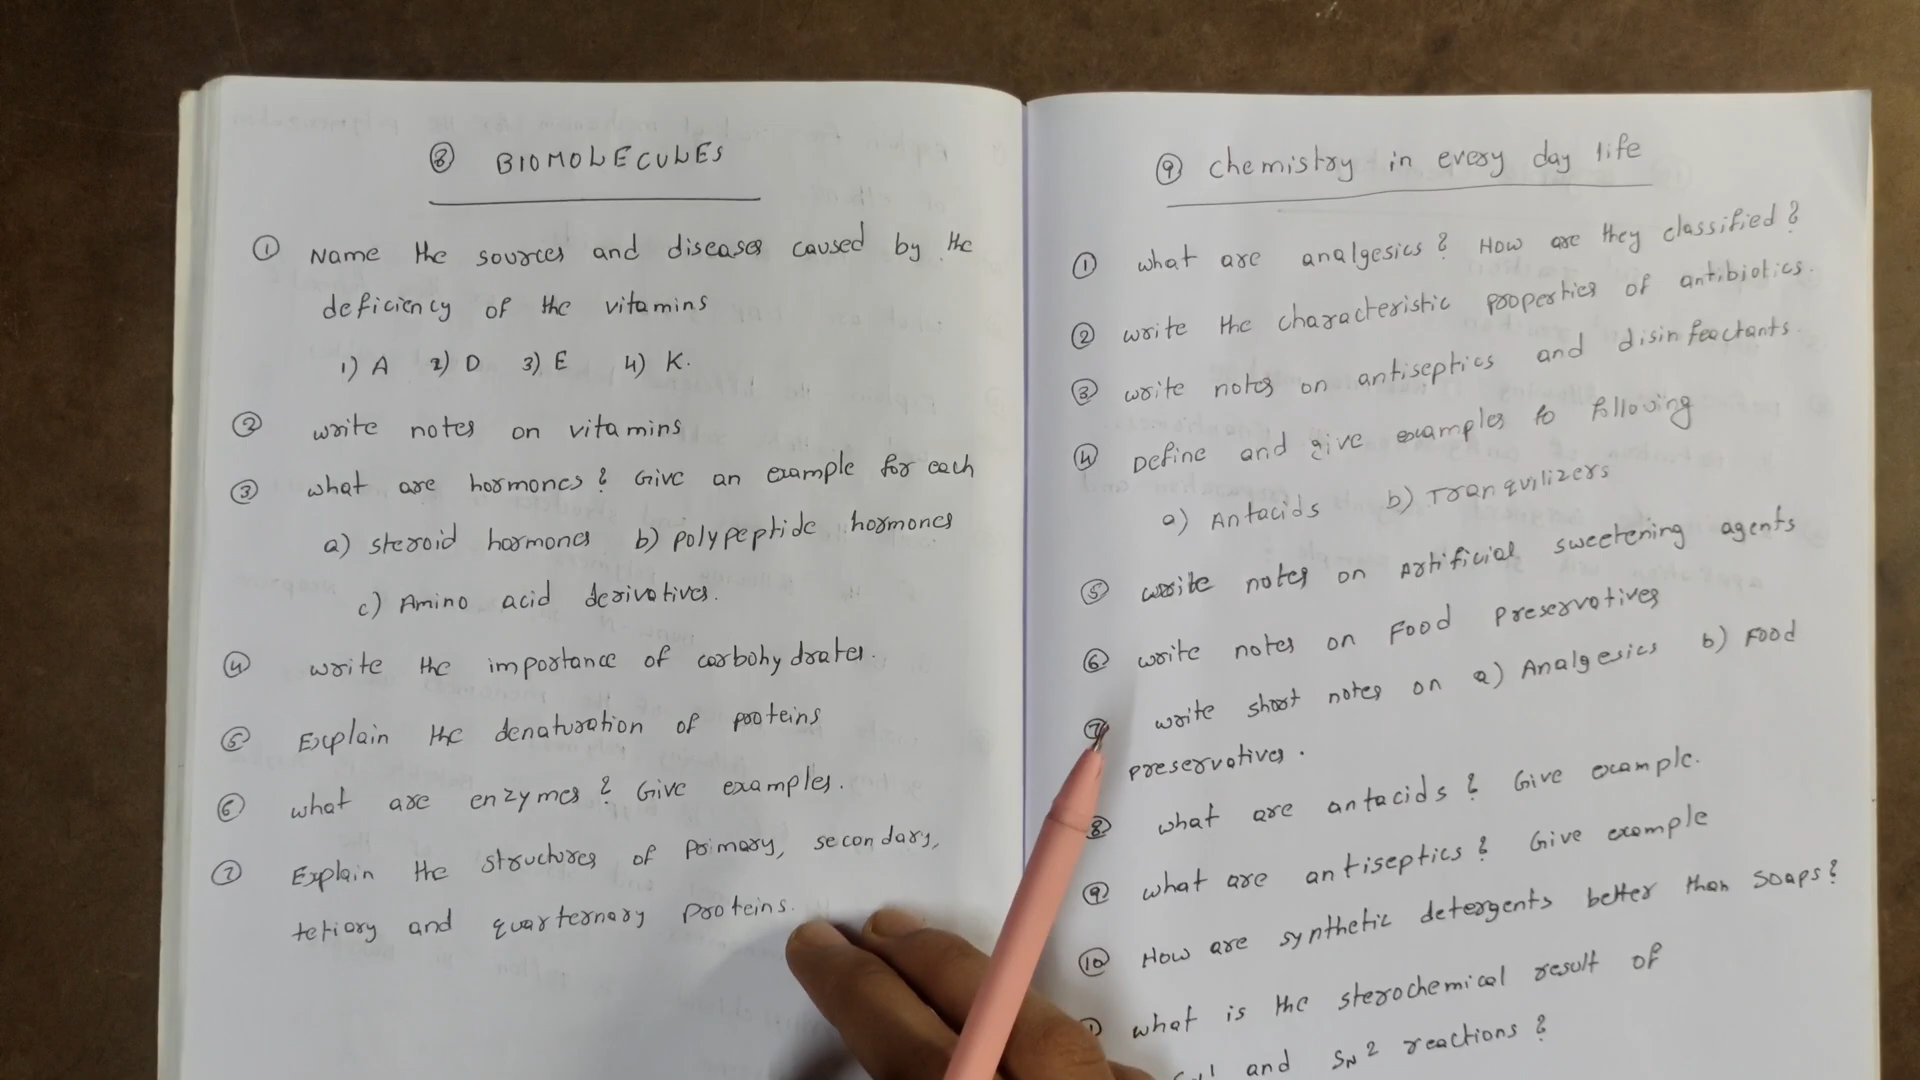 8 BIOMOLECULES
1 Name the sources and diseases caused by the
deficiency of the vitamins
1) A 2) D 3) E 4) K.
2 write notes on vitamins
3 what are hormones? Give an example for each
a) steroid hormones b) polypeptide hormones
c) Amino acid derivatives.
4 write the importance of carbohydrates.
5 Explain the denaturation of proteins
6 what are enzymes? Give examples.
7 Explain the structures of primary, secondary,
tetiary and quarternary proteins.
9 chemistry in every day life
1 what are analgesics? How are they classified?
2 write the characteristic properties of antibiotics.
3 write notes on antiseptics and disinfeactants.
4 Define and give examples to following
a) Antacids b) Tranquilizers
5 write notes on Artificial sweetening agents
6 write notes on Food preservatives
7 write short notes on a) Analgesics b) Food
preservatives.
8 what are antacids? Give example.
9 what are antiseptics? Give example
10 How are synthetic detergents better than soaps?
what is the sterochemical result of
and SN2 reactions?